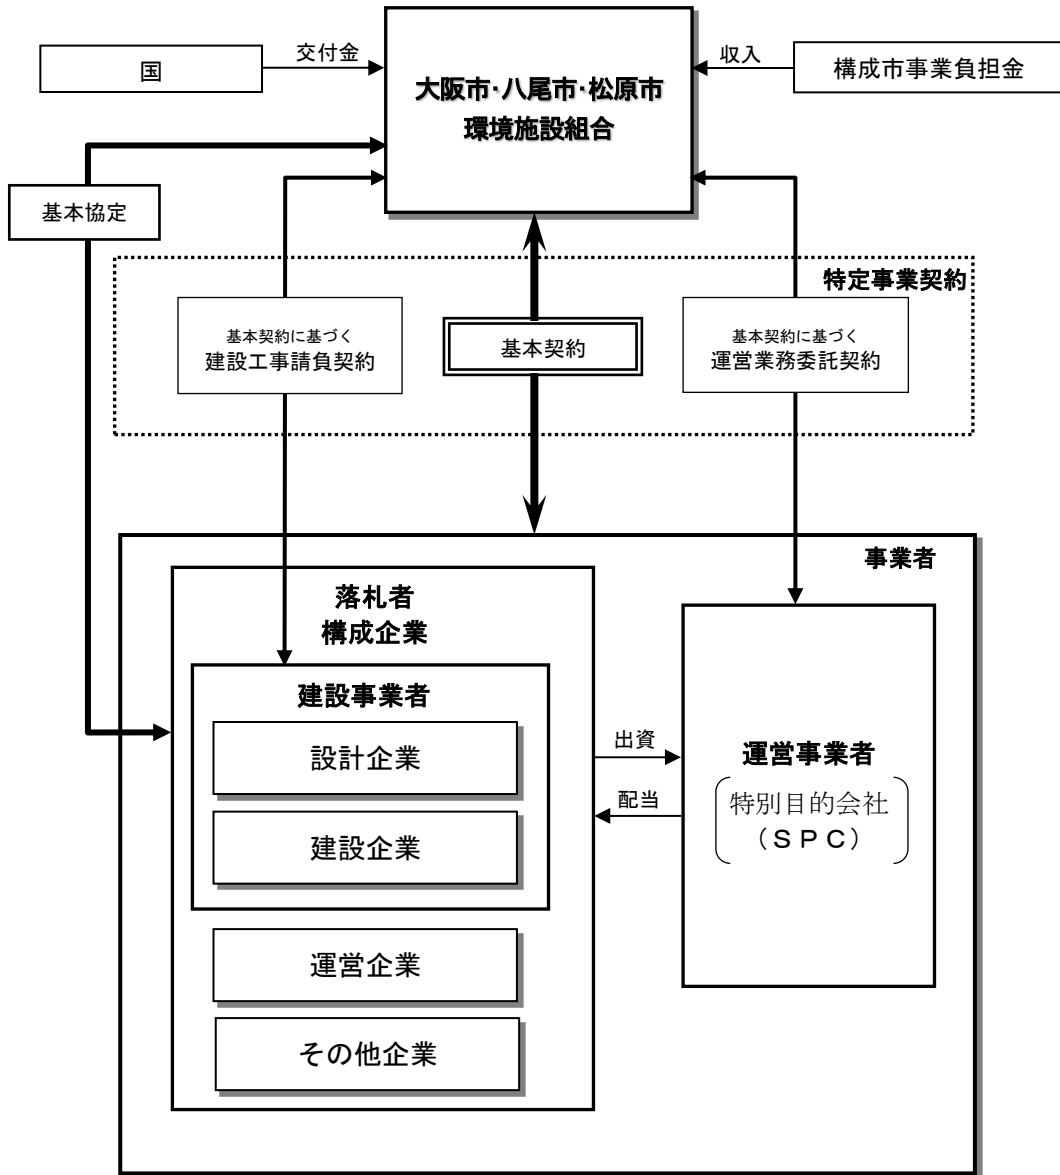 国
交付金
大阪市・八尾市・松原市
環境施設組合
収入
構成市事業負担金
基本協定
特定事業契約
基本契約に基づく
建設工事請負契約
基本契約
基本契約に基づく
運営業務委託契約
事業者
落札者
構成企業
建設事業者
設計企業
建設企業
運営企業
その他企業
出資
配当
運営事業者
特別目的会社
（ＳＰＣ）